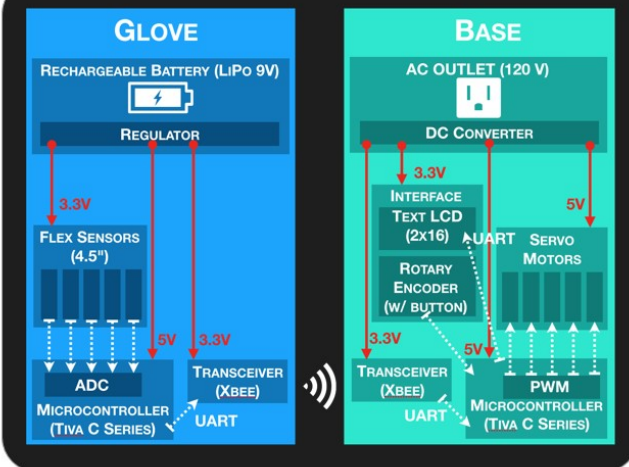 GLOVE
RECHARGEABLE BATTERY (LIPO 9V)
REGULATOR
3.3V
FLEX SENSORS
(4.5")
5V
3.3V
ADC
MICROCONTROLLER
(TIVA C SERIES)
TRANSCEIVER
(XBEE)
UART
BASE
AC OUTLET (120 V)
DC CONVERTER
3.3V
INTERFACE
TEXT LCD
(2x16)
UART
5V
SERVO
MOTORS
ROTARY
ENCODER
(W/ BUTTON)
3.3V
5V
TRANSCEIVER
(XBEE)
UART
PWM
MICROCONTROLLER
(TIVA C SERIES)